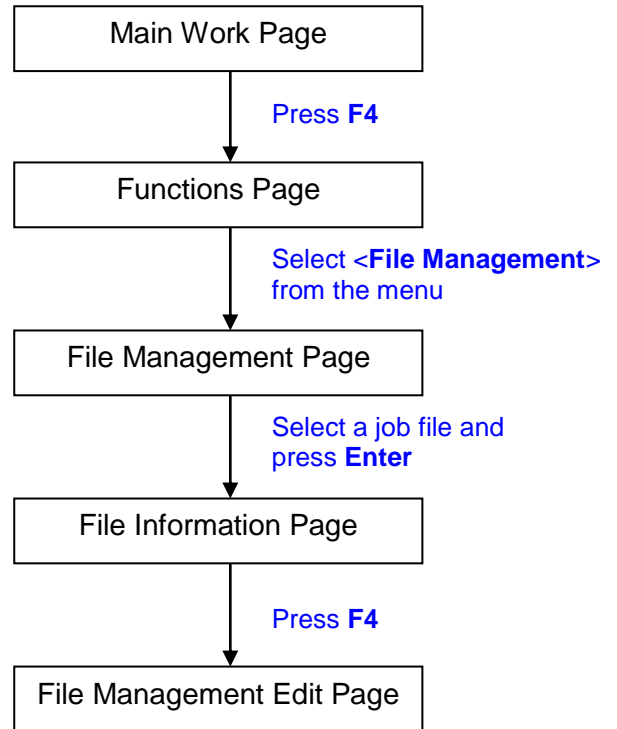 Main Work Page
Press F4
Functions Page
Select <File Management>
from the menu
File Management Page
Select a job file and
press Enter
File Information Page
Press F4
File Management Edit Page